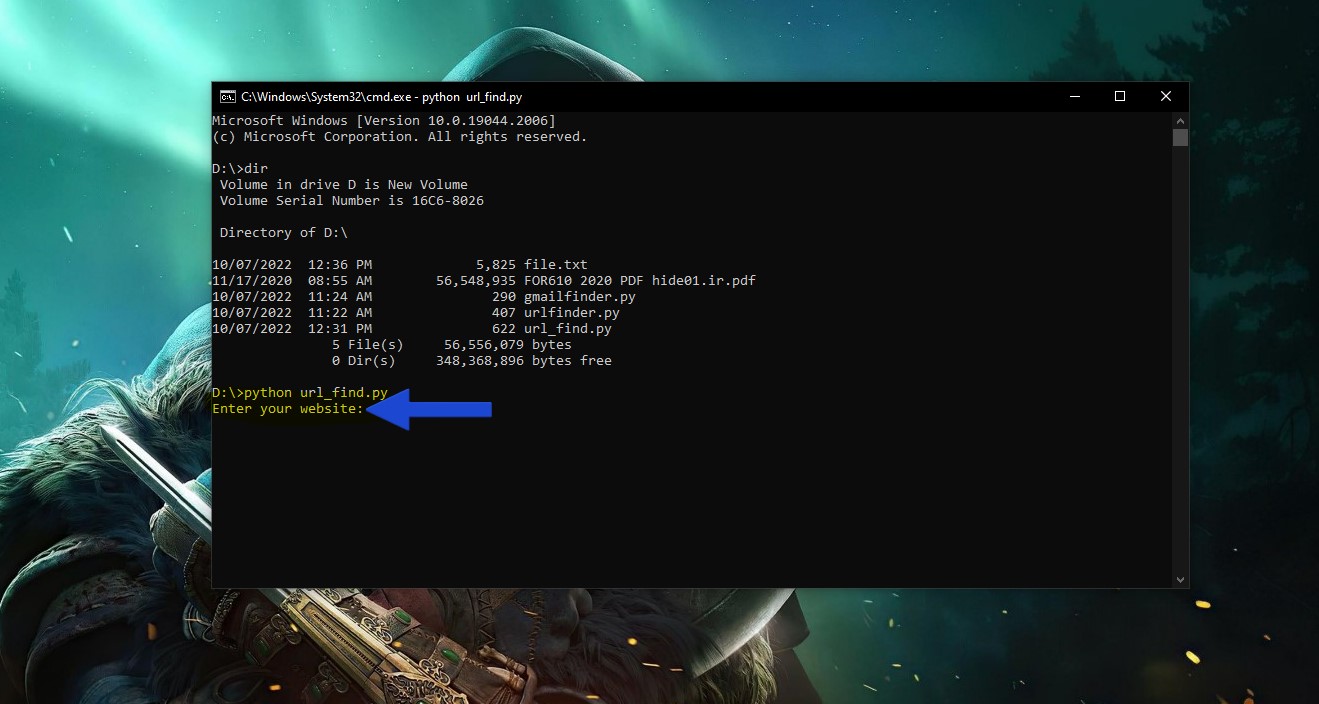 C:\Windows\System32\cmd.exe - python  url_find.py
Microsoft Windows [Version 10.0.19044.2006]
(c) Microsoft Corporation. All rights reserved.
D:\>dir
 Volume in drive D is New Volume
 Volume Serial Number is 16C6-8026
 Directory of D:\
10/07/2022  12:36 PM             5,825 file.txt
11/17/2020  08:55 AM        56,548,935 FOR610 2020 PDF hide01.ir.pdf
10/07/2022  11:24 AM               290 gmailfinder.py
10/07/2022  11:22 AM               407 urlfinder.py
10/07/2022  12:31 PM               622 url_find.py
               5 File(s)     56,556,079 bytes
               0 Dir(s)     348,368,896 bytes free
D:\>python url_find.py
Enter your website: